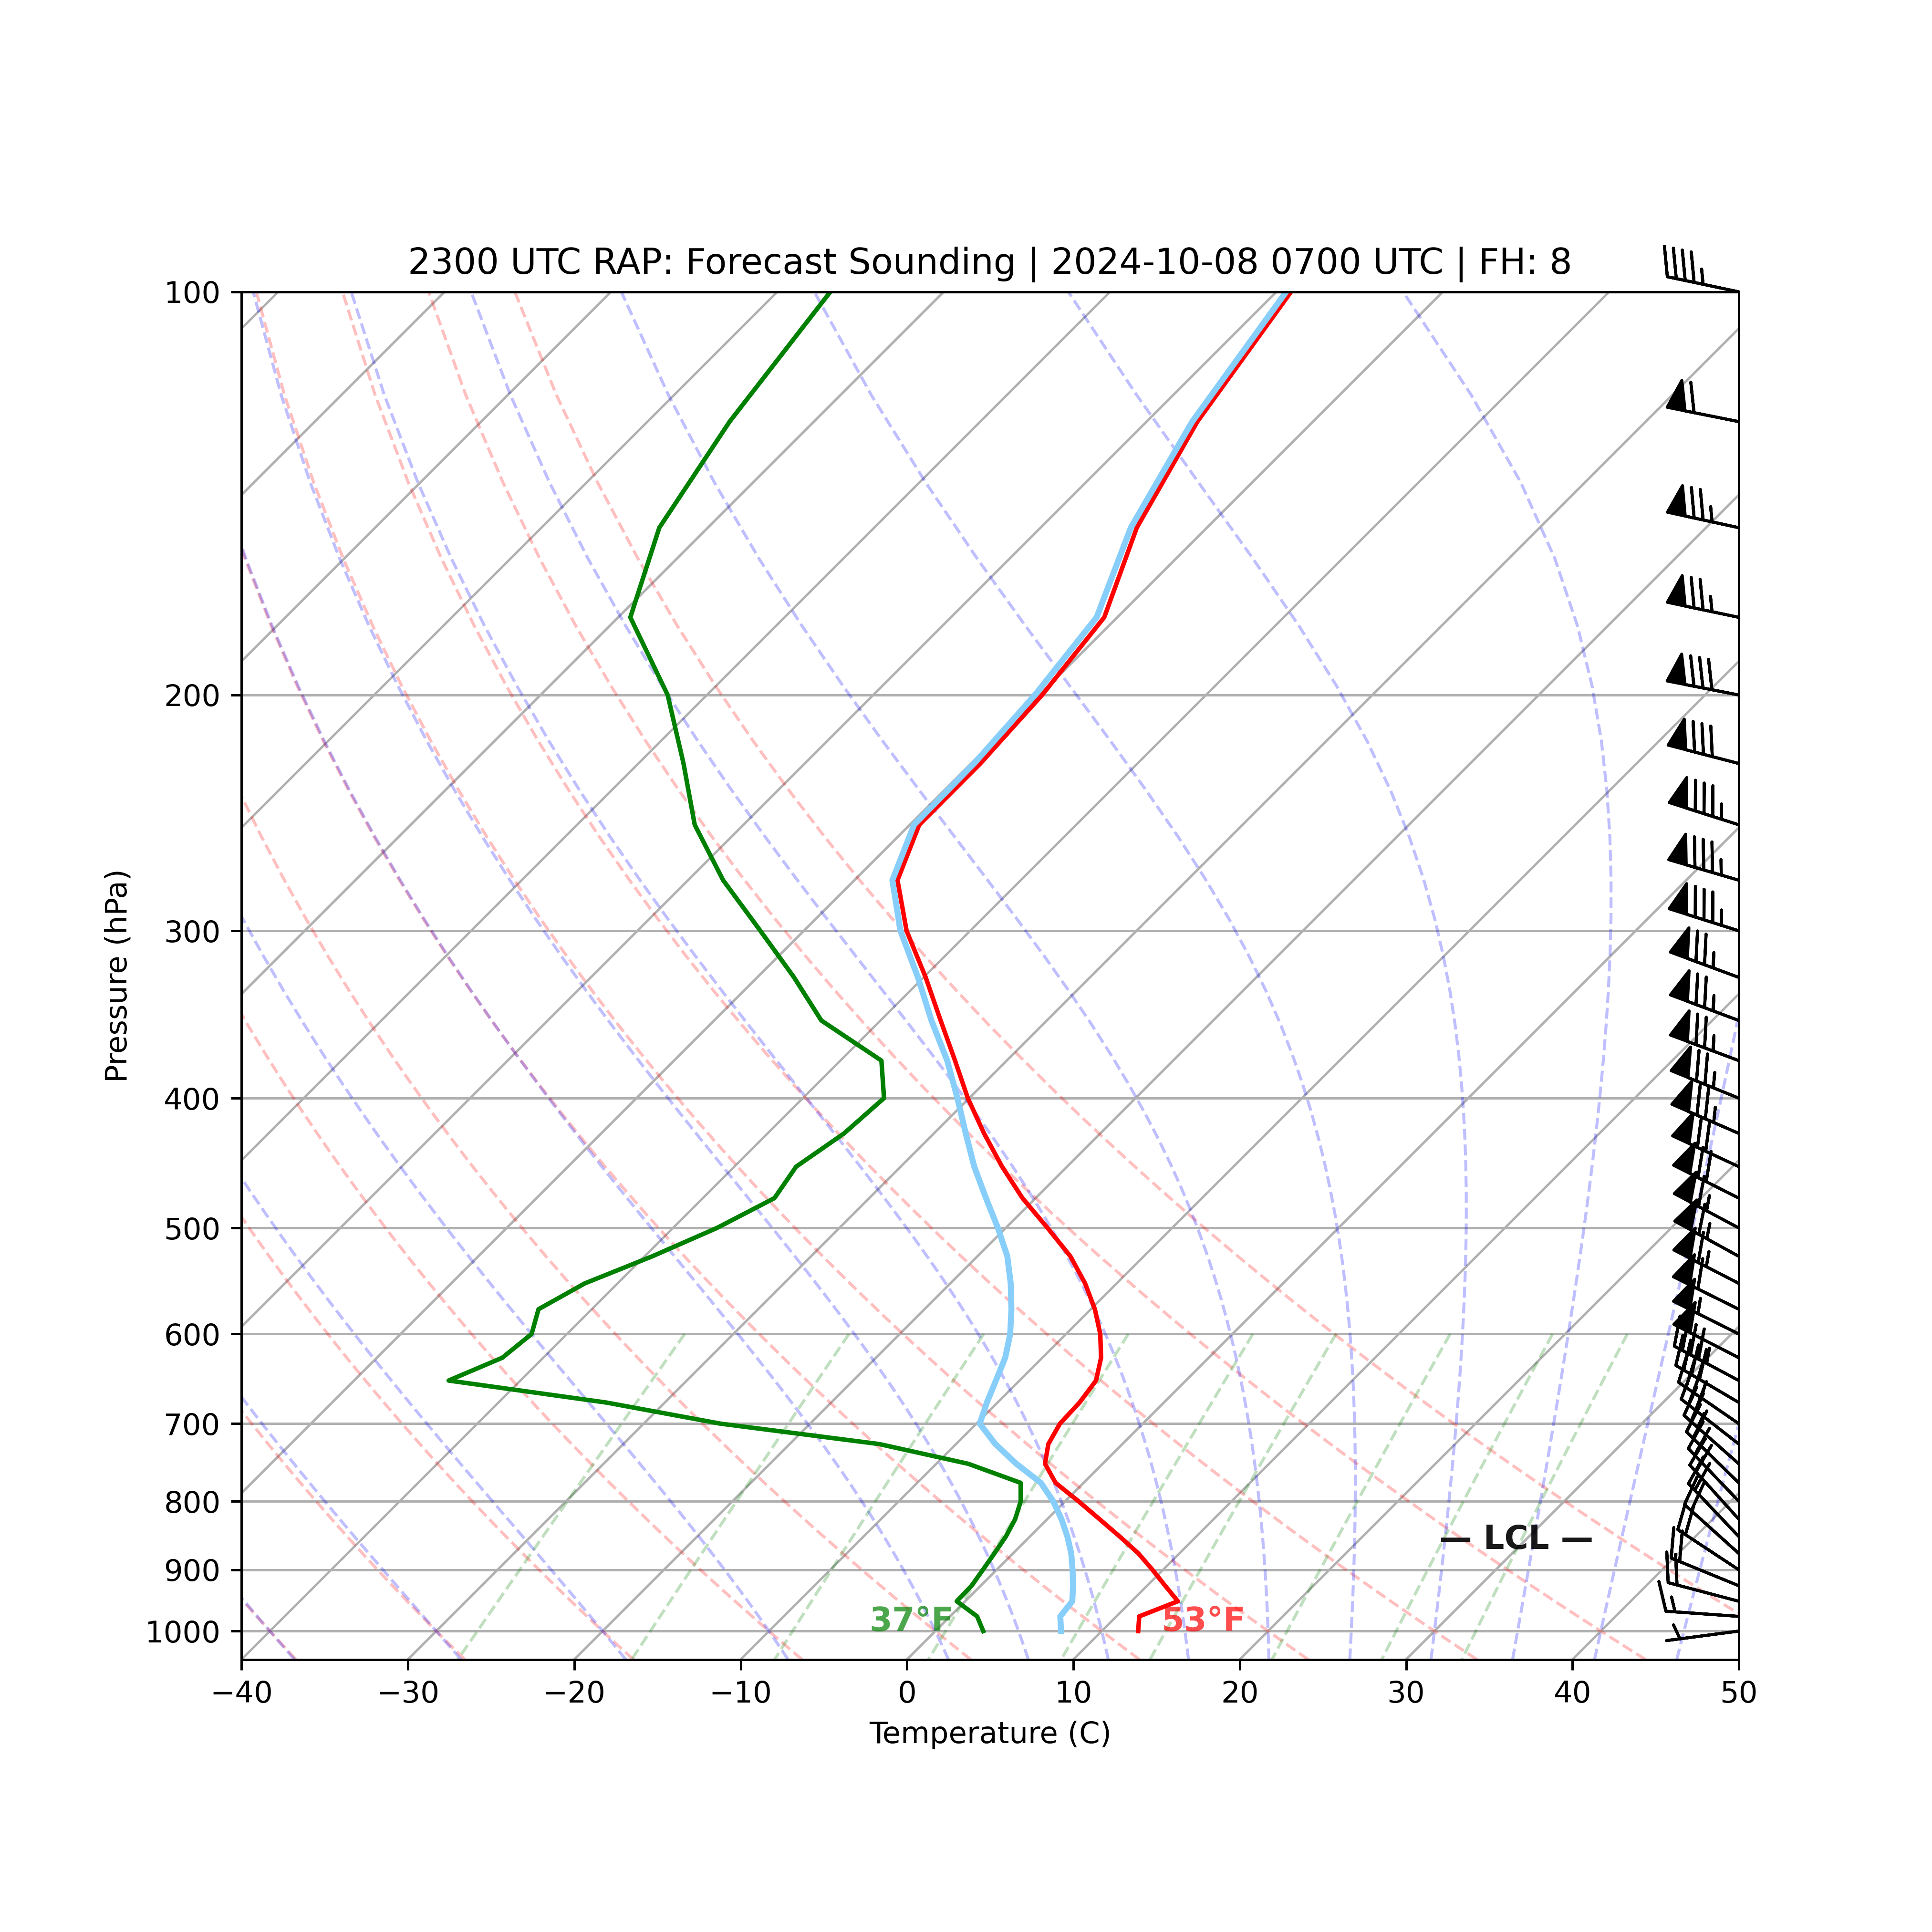 2300 UTC RAP: Forecast Sounding | 2024-10-08 0700 UTC | FH: 8
100
200
300
400
500
600
700
800
900
1000
Pressure (hPa)
— LCL —
37°F
53°F
−40 −30 −20 −10 0 10 20 30 40 50
Temperature (C)